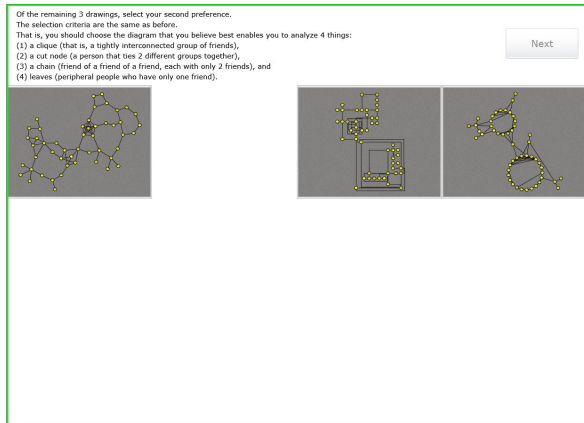 Of the remaining 3 drawings, select your second preference.
The selection criteria are the same as before.
That is, you should choose the diagram that you believe best enables you to analyze 4 things:
(1) a clique (that is, a tightly interconnected group of friends),
(2) a cut node (a person that ties 2 different groups together),
(3) a chain (friend of a friend of a friend, each with only 2 friends), and
(4) leaves (peripheral people who have only one friend).
Next